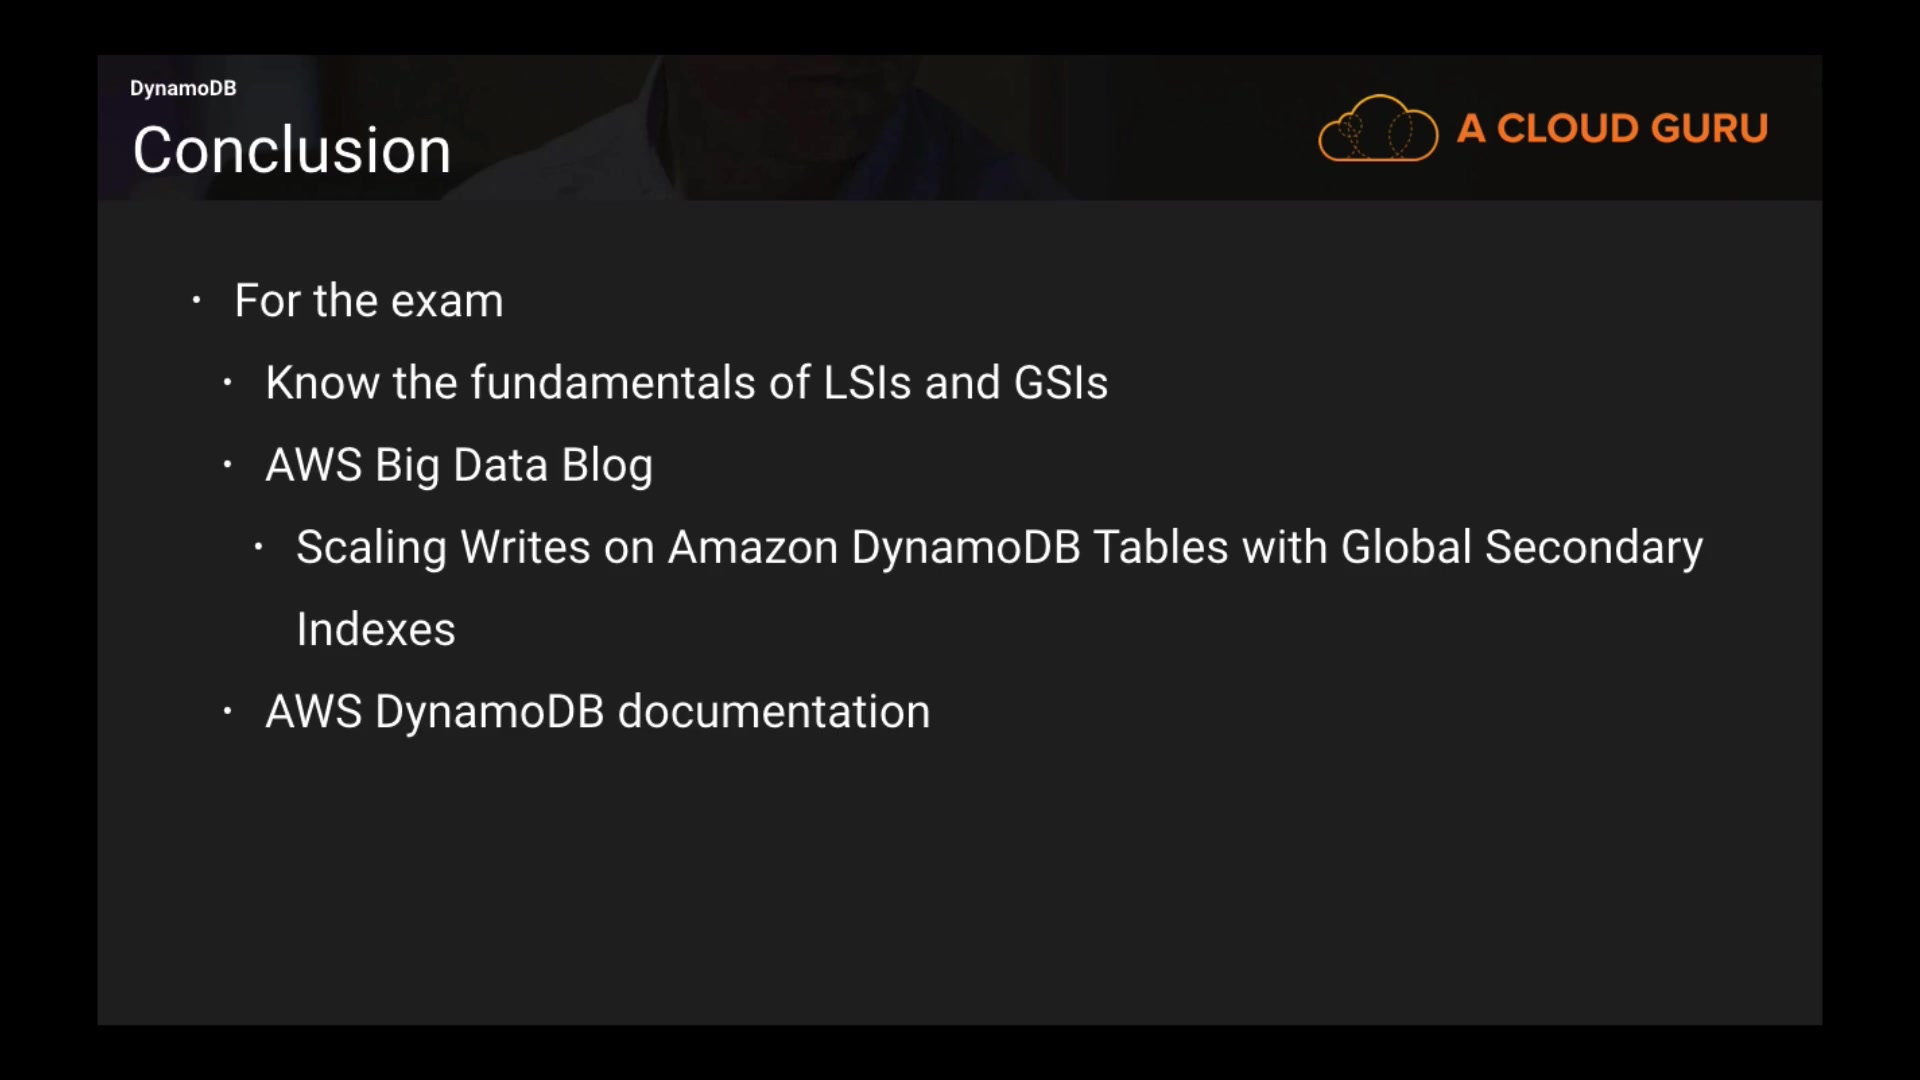 DynamoDB
Conclusion
A CLOUD GURU
• For the exam
• Know the fundamentals of LSIs and GSIs
• AWS Big Data Blog
• Scaling Writes on Amazon DynamoDB Tables with Global Secondary
Indexes
• AWS DynamoDB documentation